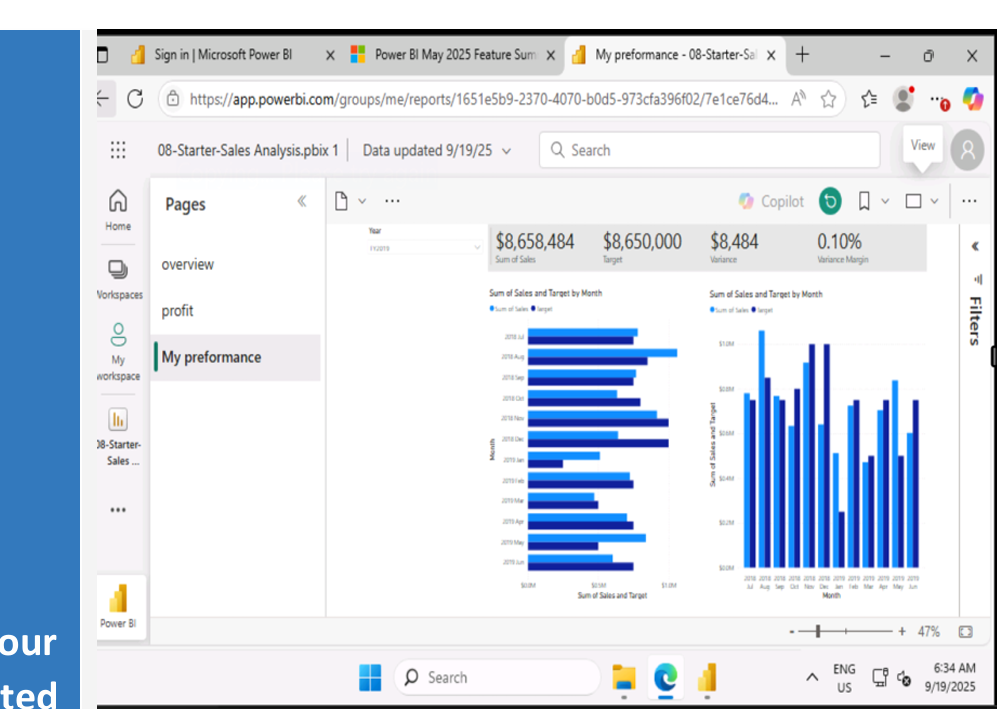 Sign in | Microsoft Power BI
Power BI May 2025 Feature Sum
My preformance - 08-Starter-Sal
https://app.powerbi.com/groups/me/reports/1651e5b9-2370-4070-b0d5-973cfa396f02/7e1ce76d4...
08-Starter-Sales Analysis.pbix 1
Data updated 9/19/25
Search
View
Home
Workspaces
My
workspace
08-Starter-
Sales ...
Power BI
Pages
overview
profit
My preformance
Copilot
Filters
Year
FY2019
$8,658,484
Sum of Sales
$8,650,000
Target
$8,484
Variance
0.10%
Variance Margin
Sum of Sales and Target by Month
Sum of Sales Target
2018 Jul
2018 Aug
2018 Sep
2018 Oct
2018 Nov
2018 Dec
2019 Jan
2019 Feb
2019 Mar
2019 Apr
2019 May
2019 Jun
Month
$0.0M $0.5M $1.0M
Sum of Sales and Target
Sum of Sales and Target by Month
Sum of Sales Target
$1.0M
$0.8M
$0.6M
$0.4M
$0.2M
$0.0M
Sum of Sales and Target
2018 2018 2018 2018 2018 2018 2019 2019 2019 2019 2019 2019
Jul Aug Sep Oct Nov Dec Jan Feb Mar Apr May Jun
Month
47%
our
ted
Search
ENG
US
6:34 AM
9/19/2025